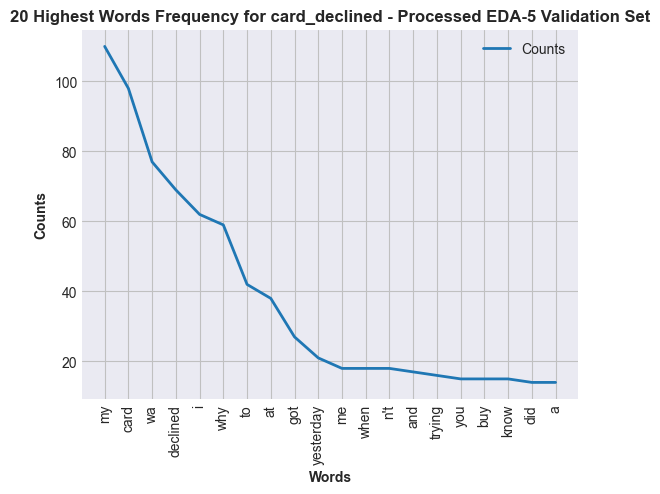 20 Highest Words Frequency for card_declined - Processed EDA-5 Validation Set
Counts
100
80
60
40
20
Counts
my
card
wa
declined
i
why
to
at
got
yesterday
me
when
n't
and
trying
you
buy
know
did
a
Words